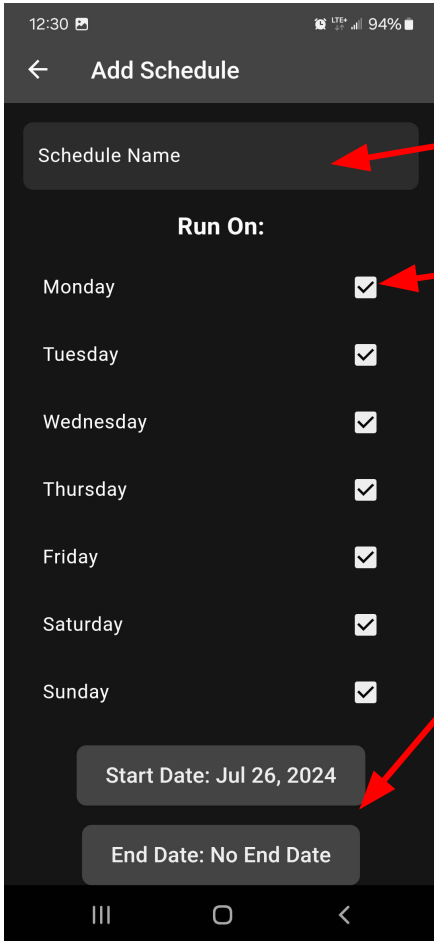 12:30 LTE+ 94%
Add Schedule
Schedule Name
Run On:
Monday
Tuesday
Wednesday
Thursday
Friday
Saturday
Sunday
Start Date: Jul 26, 2024
End Date: No End Date